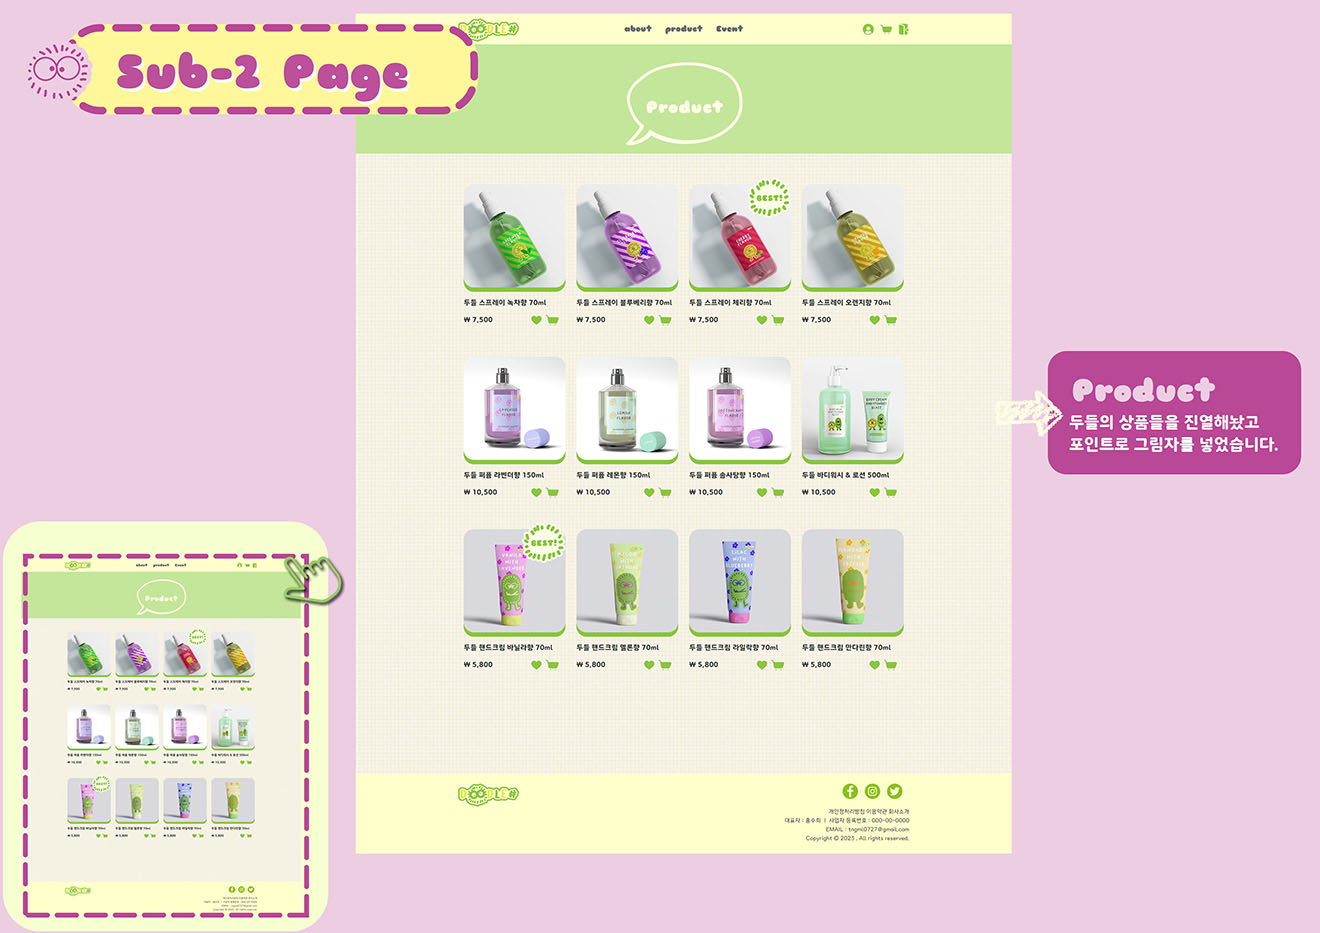 Sub-2 Page
DOODLE#
about product Event
Product
BEST!
두들 스프레이 녹차향 70ml
₩ 7,500
두들 스프레이 블루베리향 70ml
₩ 7,500
두들 스프레이 체리향 70ml
₩ 7,500
두들 스프레이 오렌지향 70ml
₩ 7,500
두들 퍼퓸 라벤더향 150ml
₩ 10,500
두들 퍼퓸 레몬향 150ml
₩ 10,500
두들 퍼퓸 솜사탕향 150ml
₩ 10,500
두들 바디워시 & 로션 500ml
₩ 10,500
BEST!
두들 핸드크림 바닐라향 70ml
₩ 5,800
두들 핸드크림 멜론향 70ml
₩ 5,800
두들 핸드크림 라일락향 70ml
₩ 5,800
두들 핸드크림 만다린향 70ml
₩ 5,800
DOODLE#
개인정처리방침 이용약관 회사소개
대표자 : 홍수희 ㅣ 사업자 등록번호 : 000-00-0000
EMAIL : tngml0727@gmail.com
Copyright © 2023 , All rights reserved.
Product
두들의 상품들을 진열해놨고
포인트로 그림자를 넣었습니다.
about product Event
Product